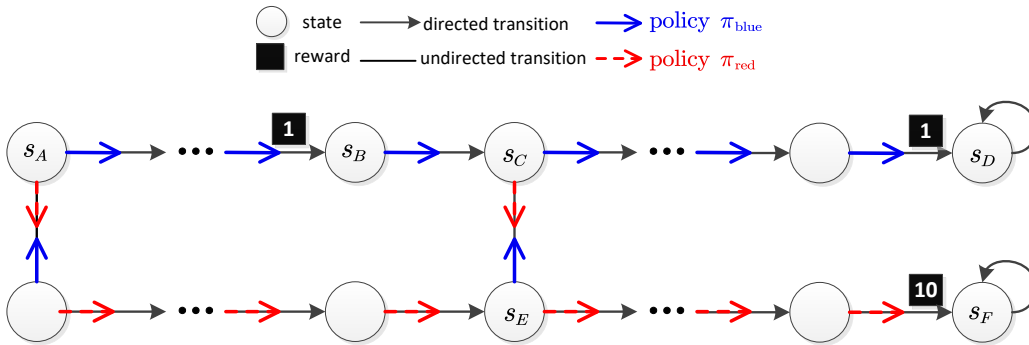 state directed transition policy π_blue
reward undirected transition policy π_red
1 1
s_A ••• s_B s_C ••• s_D
10
••• s_E ••• s_F